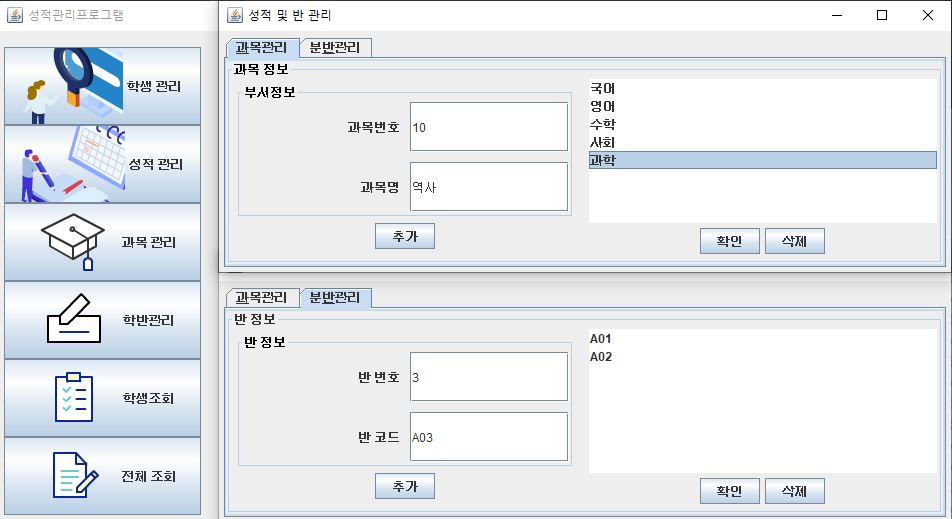 성적관리프로그램
학생 관리
성적 관리
과목 관리
학반관리
학생조회
전체 조회
성적 및 반 관리
과목관리 분반관리
과목 정보
부서정보
과목번호 10
과목명 역사
추가
국어
영어
수학
사회
과학
확인 삭제
과목관리 분반관리
반 정보
반 정보
반 번호 3
반 코드 A03
추가
A01
A02
확인 삭제